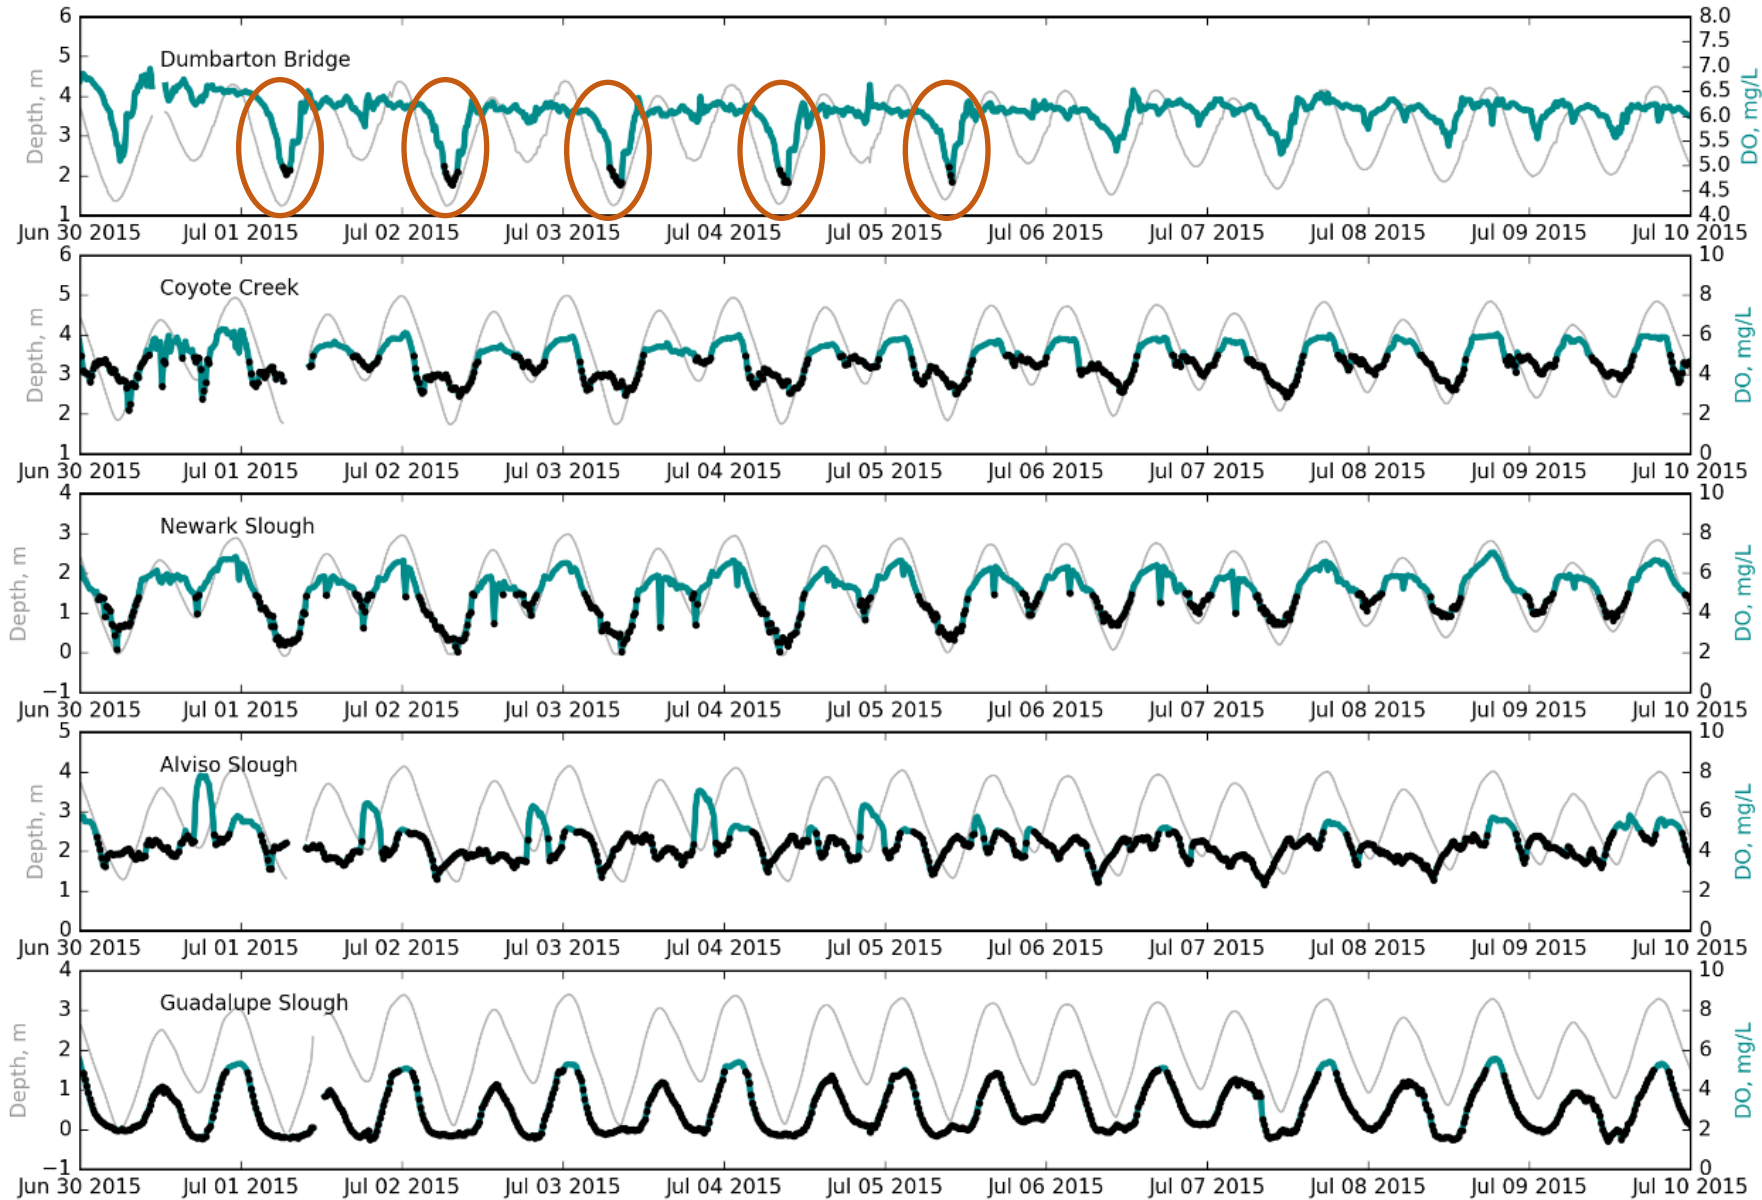 6 8.0
5 Dumbarton Bridge 7.5
7.0
4 6.5
6.0
3 5.5
2 5.0
4.5
1 4.0
Depth, m
DO, mg/L
Jun 30 2015 Jul 01 2015 Jul 02 2015 Jul 03 2015 Jul 04 2015 Jul 05 2015 Jul 06 2015 Jul 07 2015 Jul 08 2015 Jul 09 2015 Jul 10 2015
6 10
Coyote Creek
5 8
4 6
3 4
2 2
1 0
Depth, m
DO, mg/L
Jun 30 2015 Jul 01 2015 Jul 02 2015 Jul 03 2015 Jul 04 2015 Jul 05 2015 Jul 06 2015 Jul 07 2015 Jul 08 2015 Jul 09 2015 Jul 10 2015
4 10
Newark Slough
3 8
2 6
1 4
0 2
−1 0
Depth, m
DO, mg/L
Jun 30 2015 Jul 01 2015 Jul 02 2015 Jul 03 2015 Jul 04 2015 Jul 05 2015 Jul 06 2015 Jul 07 2015 Jul 08 2015 Jul 09 2015 Jul 10 2015
5 10
Alviso Slough
4 8
3 6
2 4
1 2
0 0
Depth, m
DO, mg/L
Jun 30 2015 Jul 01 2015 Jul 02 2015 Jul 03 2015 Jul 04 2015 Jul 05 2015 Jul 06 2015 Jul 07 2015 Jul 08 2015 Jul 09 2015 Jul 10 2015
4 10
Guadalupe Slough
3 8
2 6
1 4
0 2
−1 0
Depth, m
DO, mg/L
Jun 30 2015 Jul 01 2015 Jul 02 2015 Jul 03 2015 Jul 04 2015 Jul 05 2015 Jul 06 2015 Jul 07 2015 Jul 08 2015 Jul 09 2015 Jul 10 2015